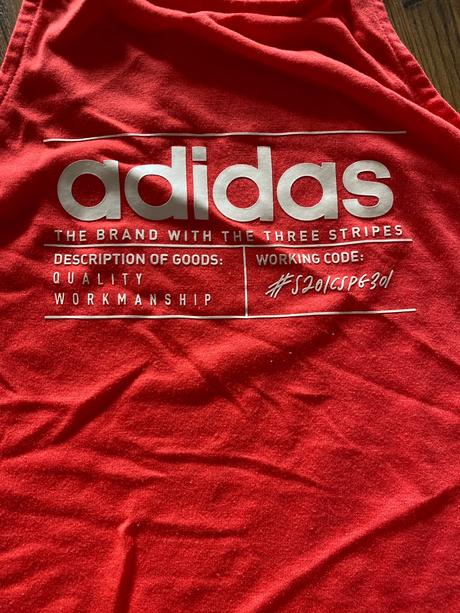 adidas
THE BRAND WITH THE THREE STRIPES
DESCRIPTION OF GOODS: WORKING CODE:
QUALITY #S201CSPG301
WORKMANSHIP